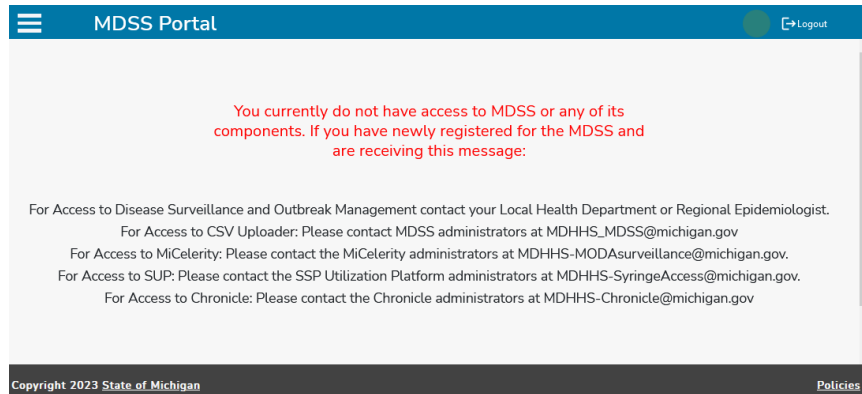 MDSS Portal
Logout
You currently do not have access to MDSS or any of its
components. If you have newly registered for the MDSS and
are receiving this message:
For Access to Disease Surveillance and Outbreak Management contact your Local Health Department or Regional Epidemiologist.
For Access to CSV Uploader: Please contact MDSS administrators at MDHHS_MDSS@michigan.gov
For Access to MiCelerity: Please contact the MiCelerity administrators at MDHHS-MODAsurveillance@michigan.gov.
For Access to SUP: Please contact the SSP Utilization Platform administrators at MDHHS-SyringeAccess@michigan.gov.
For Access to Chronicle: Please contact the Chronicle administrators at MDHHS-Chronicle@michigan.gov
Copyright 2023 State of Michigan
Policies